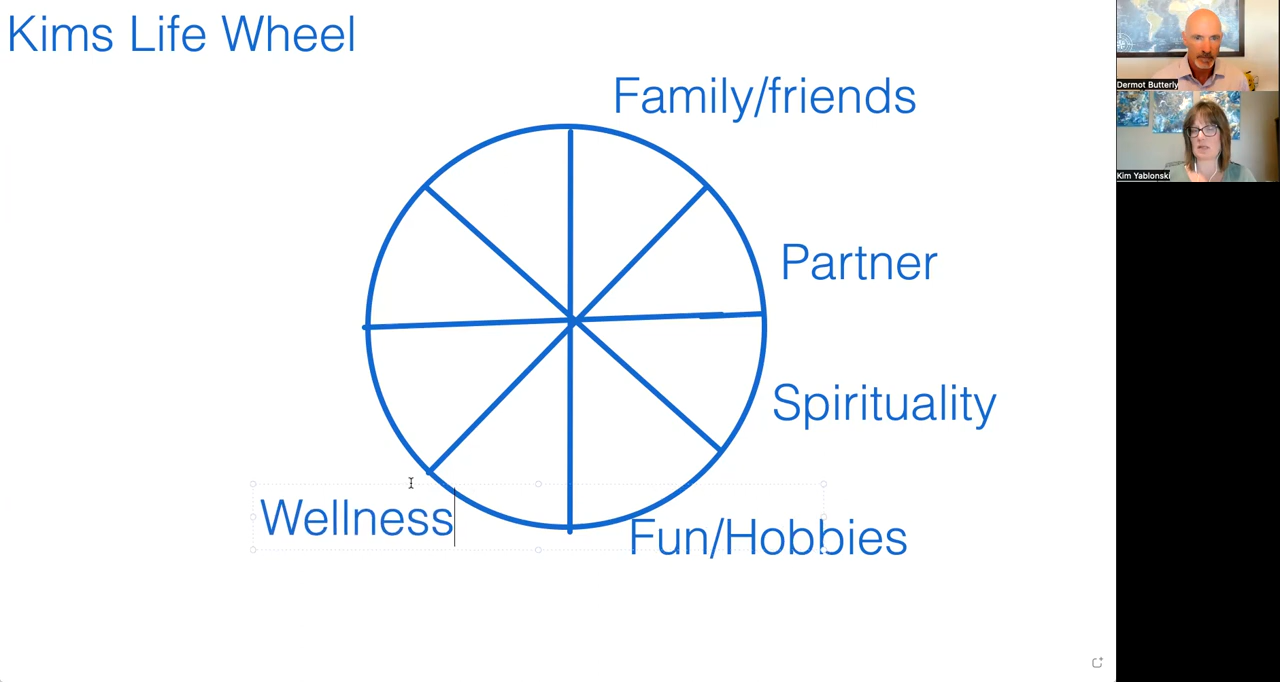 Kims Life Wheel
Family/friends
Partner
Spirituality
Wellness
Fun/Hobbies
Dermot Butterly
Kim Yablonski